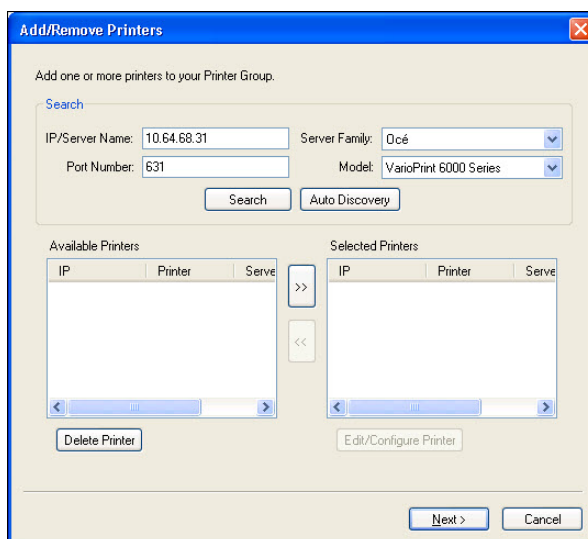 Add/Remove Printers
Add one or more printers to your Printer Group.
Search
IP/Server Name: 10.64.68.31 Server Family: Océ
Port Number: 631 Model: VarioPrint 6000 Series
Search Auto Discovery
Available Printers Selected Printers
IP Printer Serve IP Printer Serve
>>
<<
Delete Printer Edit/Configure Printer
Next > Cancel